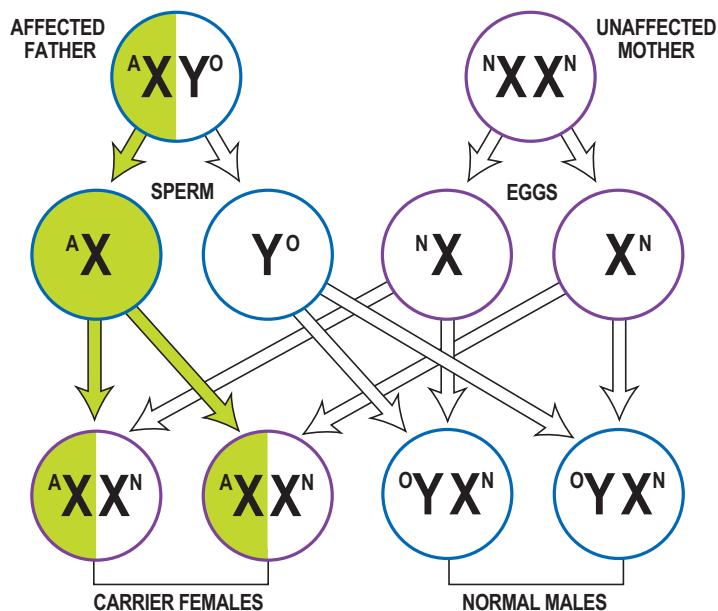 AFFECTED
FATHER
UNAFFECTED
MOTHER
AX YO
NX XN
SPERM
EGGS
AX
YO
NX
XN
AX XN
AX XN
OY XN
OY XN
CARRIER FEMALES
NORMAL MALES